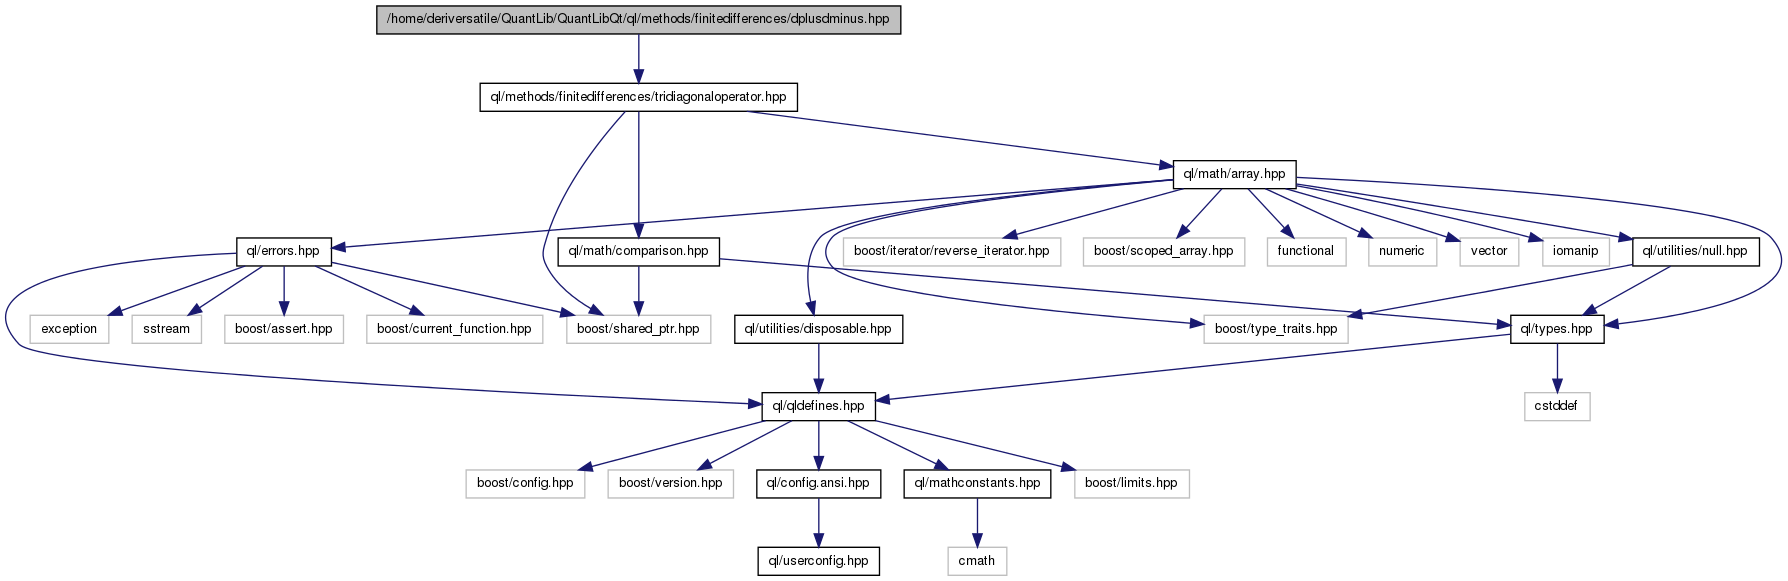 /home/deriversatile/QuantLib/QuantLibQt/ql/methods/finitedifferences/dplusdminus.hpp
ql/methods/finitedifferences/tridiagonaloperator.hpp
ql/math/array.hpp
ql/errors.hpp
ql/math/comparison.hpp
boost/iterator/reverse_iterator.hpp
boost/scoped_array.hpp
functional
numeric
vector
iomanip
ql/utilities/null.hpp
exception
sstream
boost/assert.hpp
boost/current_function.hpp
boost/shared_ptr.hpp
ql/utilities/disposable.hpp
boost/type_traits.hpp
ql/types.hpp
ql/qldefines.hpp
cstddef
boost/config.hpp
boost/version.hpp
ql/config.ansi.hpp
ql/mathconstants.hpp
boost/limits.hpp
ql/userconfig.hpp
cmath